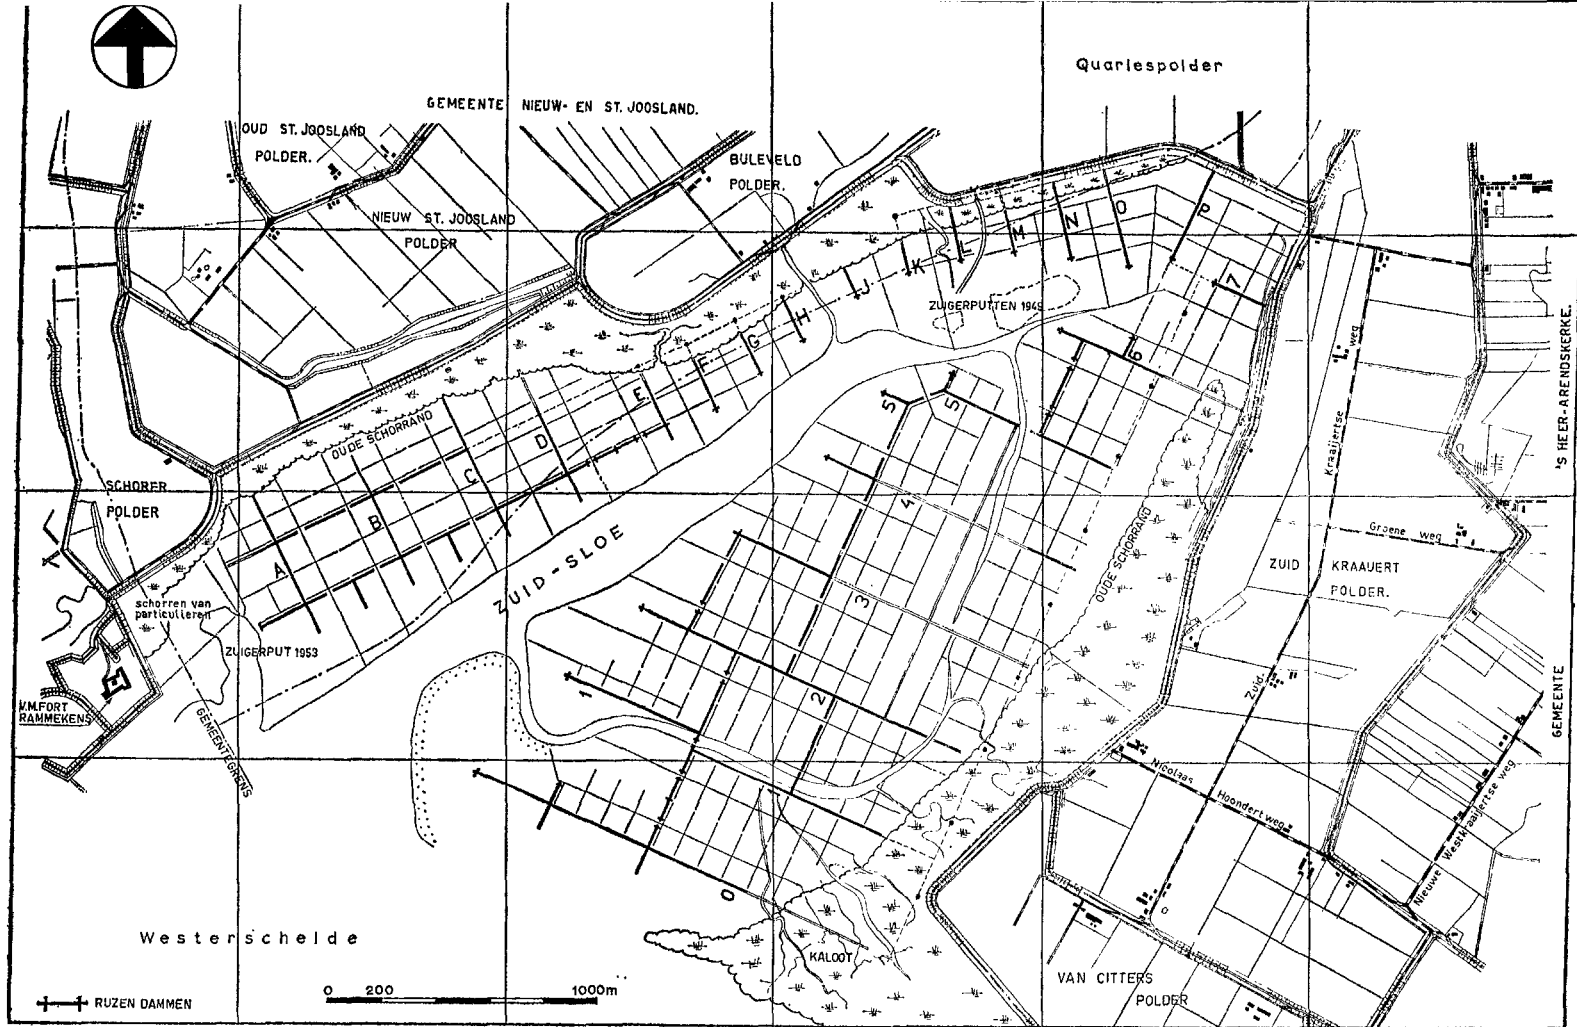 Quarlespolder
GEMEENTE NIEUW- EN ST. JOOSLAND.
OUD ST. JOOSLAND
POLDER.
BULEVELD
POLDER.
NIEUW ST. JOOSLAND
POLDER
O
P
N
M
L
K
J
7
ZUIGERPUTTEN 1949
H
G
F
6
E
5
5
weg
Kraaijertse
'S HEER-ARENDSKERKE.
OUDE SCHORRAND
D
C
B
A
4
SCHORER
POLDER
ZUID-SLOE
OUDE SCHORRAND
Groene weg
ZUID KRAAIJERT
POLDER.
3
schorren van
particulieren
ZUIGERPUT 1953
V.M. FORT
RAMMEKENS
GEMEENTEGRENS
1
2
Zuid.
GEMEENTE
Nicolaas
Hoondert weg
Nieuwe Westkraaijertse weg
0
Westerschelde
KALOOT
VAN CITTERS
POLDER
0 200 1000m
RIJZEN DAMMEN